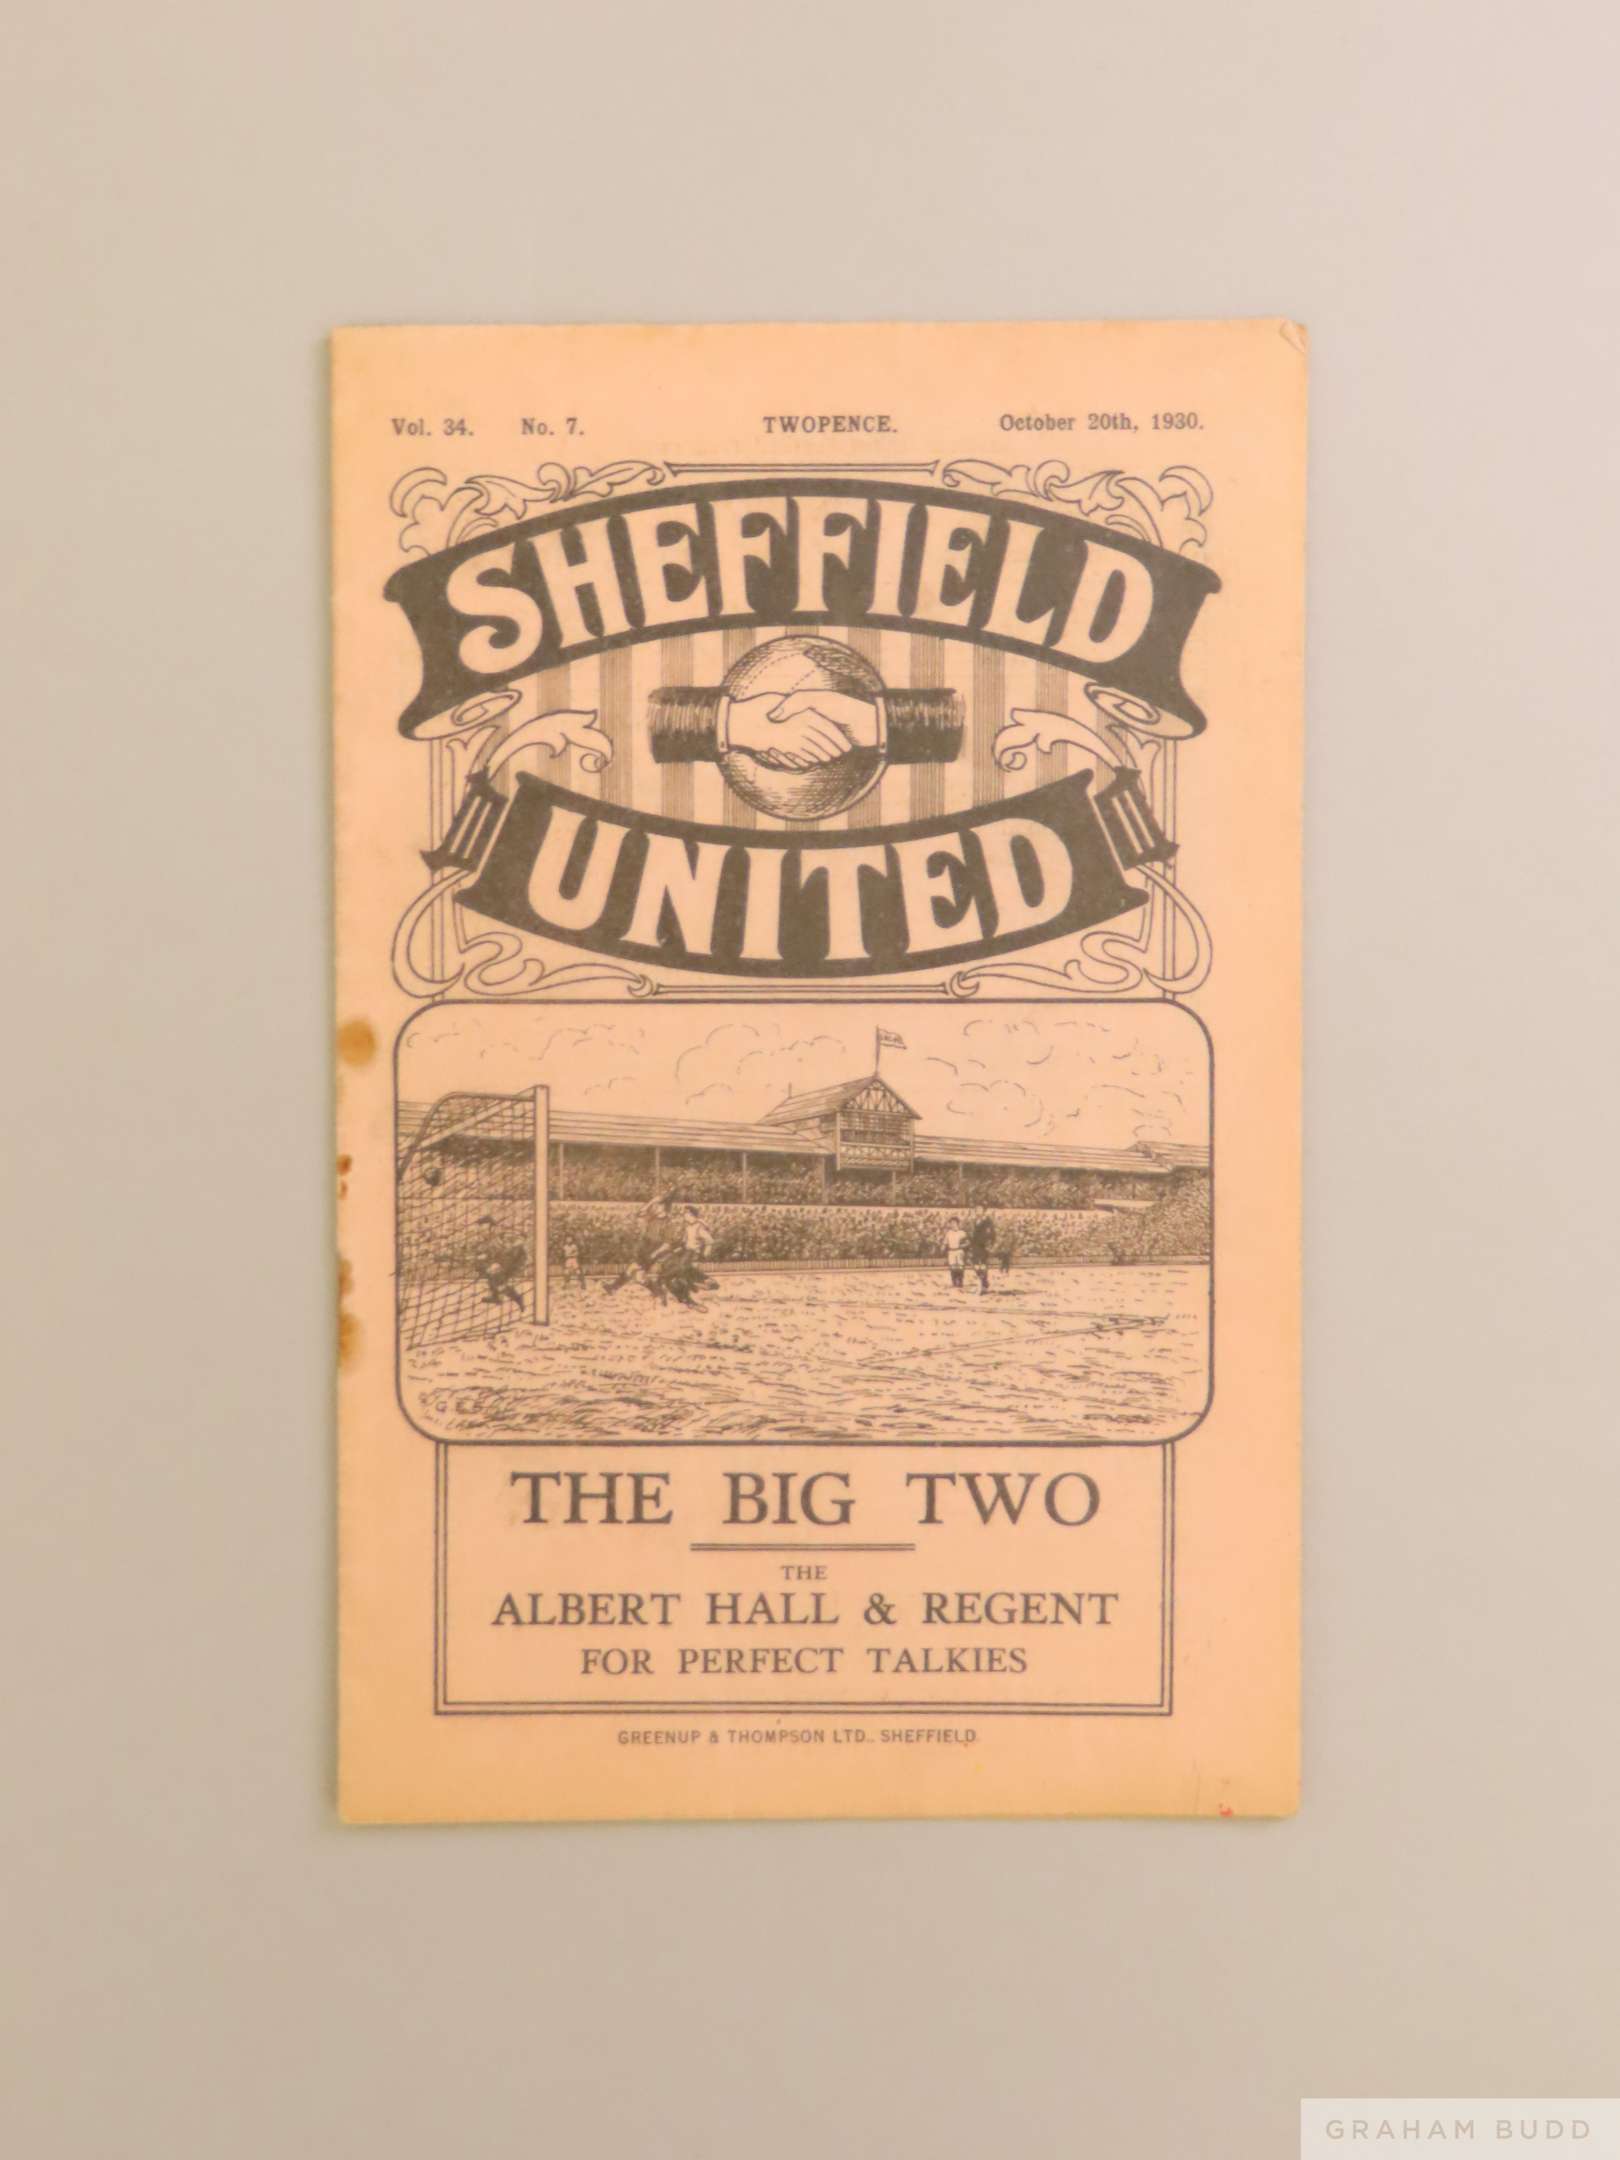 Vol. 34. No. 7. TWOPENCE. October 20th, 1930.
SHEFFIELD
UNITED
THE BIG TWO
THE
ALBERT HALL & REGENT
FOR PERFECT TALKIES
GREENUP & THOMPSON LTD., SHEFFIELD.
GRAHAM BUDD